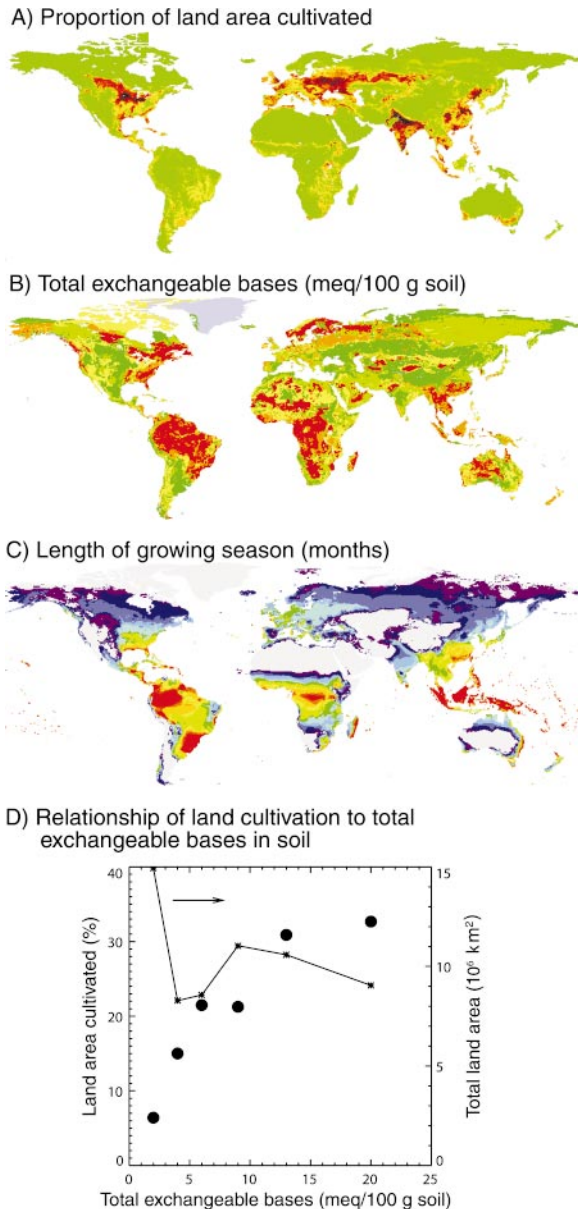 A) Proportion of land area cultivated
B) Total exchangeable bases (meq/100 g soil)
C) Length of growing season (months)
D) Relationship of land cultivation to total
exchangeable bases in soil
40
30
20
10
0
Land area cultivated (%)
15
10
5
0
Total land area (10⁶ km²)
0 5 10 15 20 25
Total exchangeable bases (meq/100 g soil)